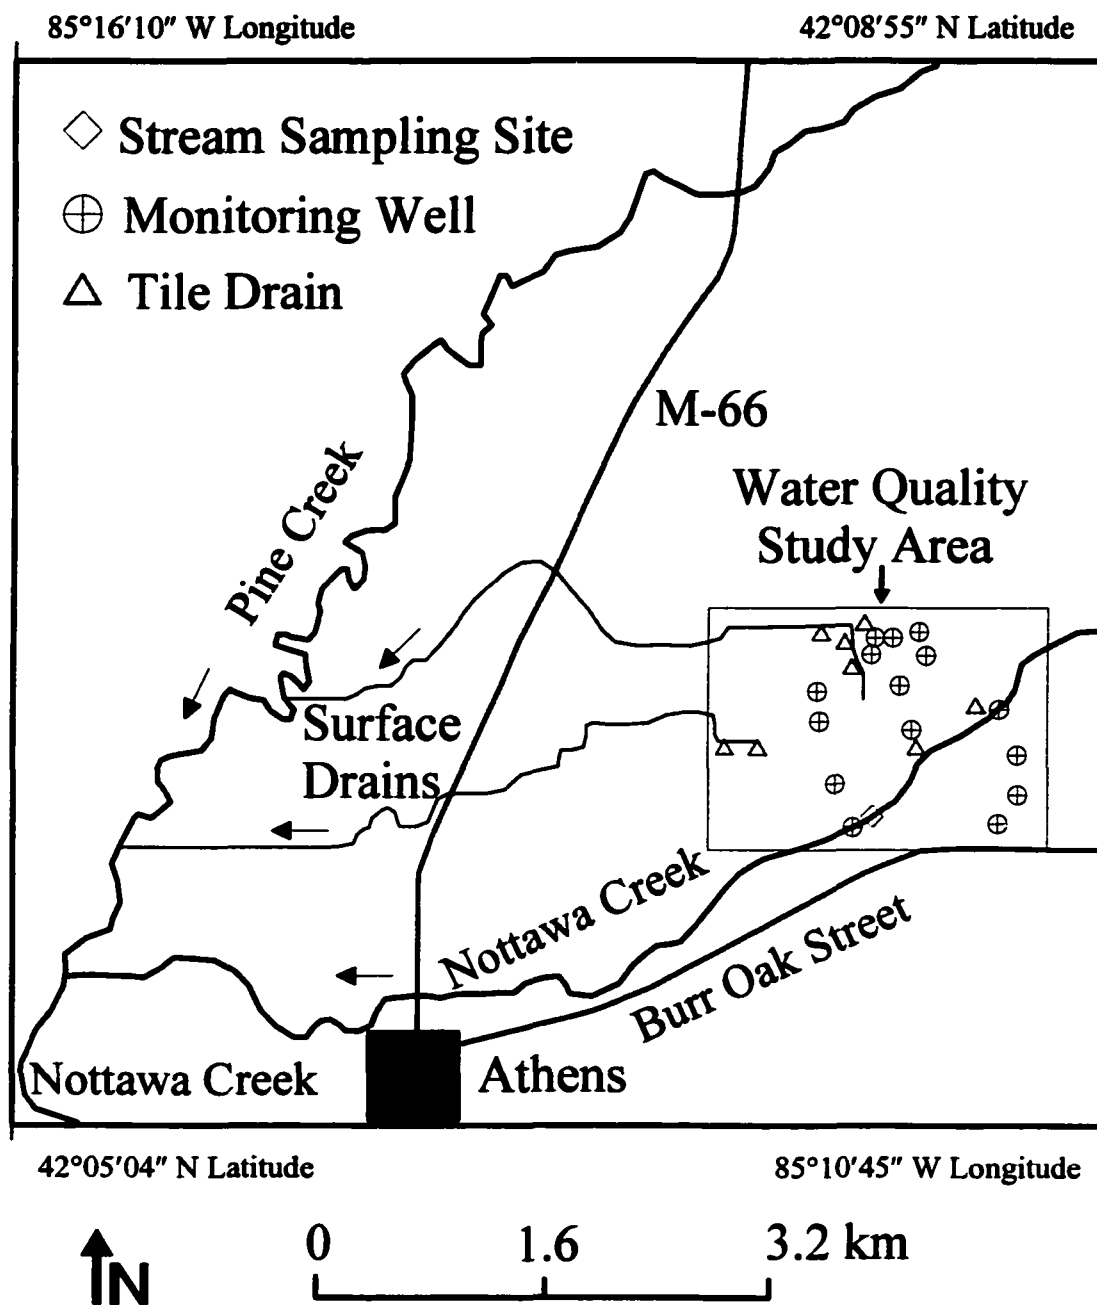 85°16′10″ W Longitude
42°08′55″ N Latitude
Stream Sampling Site
Monitoring Well
Tile Drain
M-66
Water Quality
Study Area
Pine Creek
Surface
Drains
Nottawa Creek
Burr Oak Street
Nottawa Creek
Athens
42°05′04″ N Latitude
85°10′45″ W Longitude
N
0 1.6 3.2 km